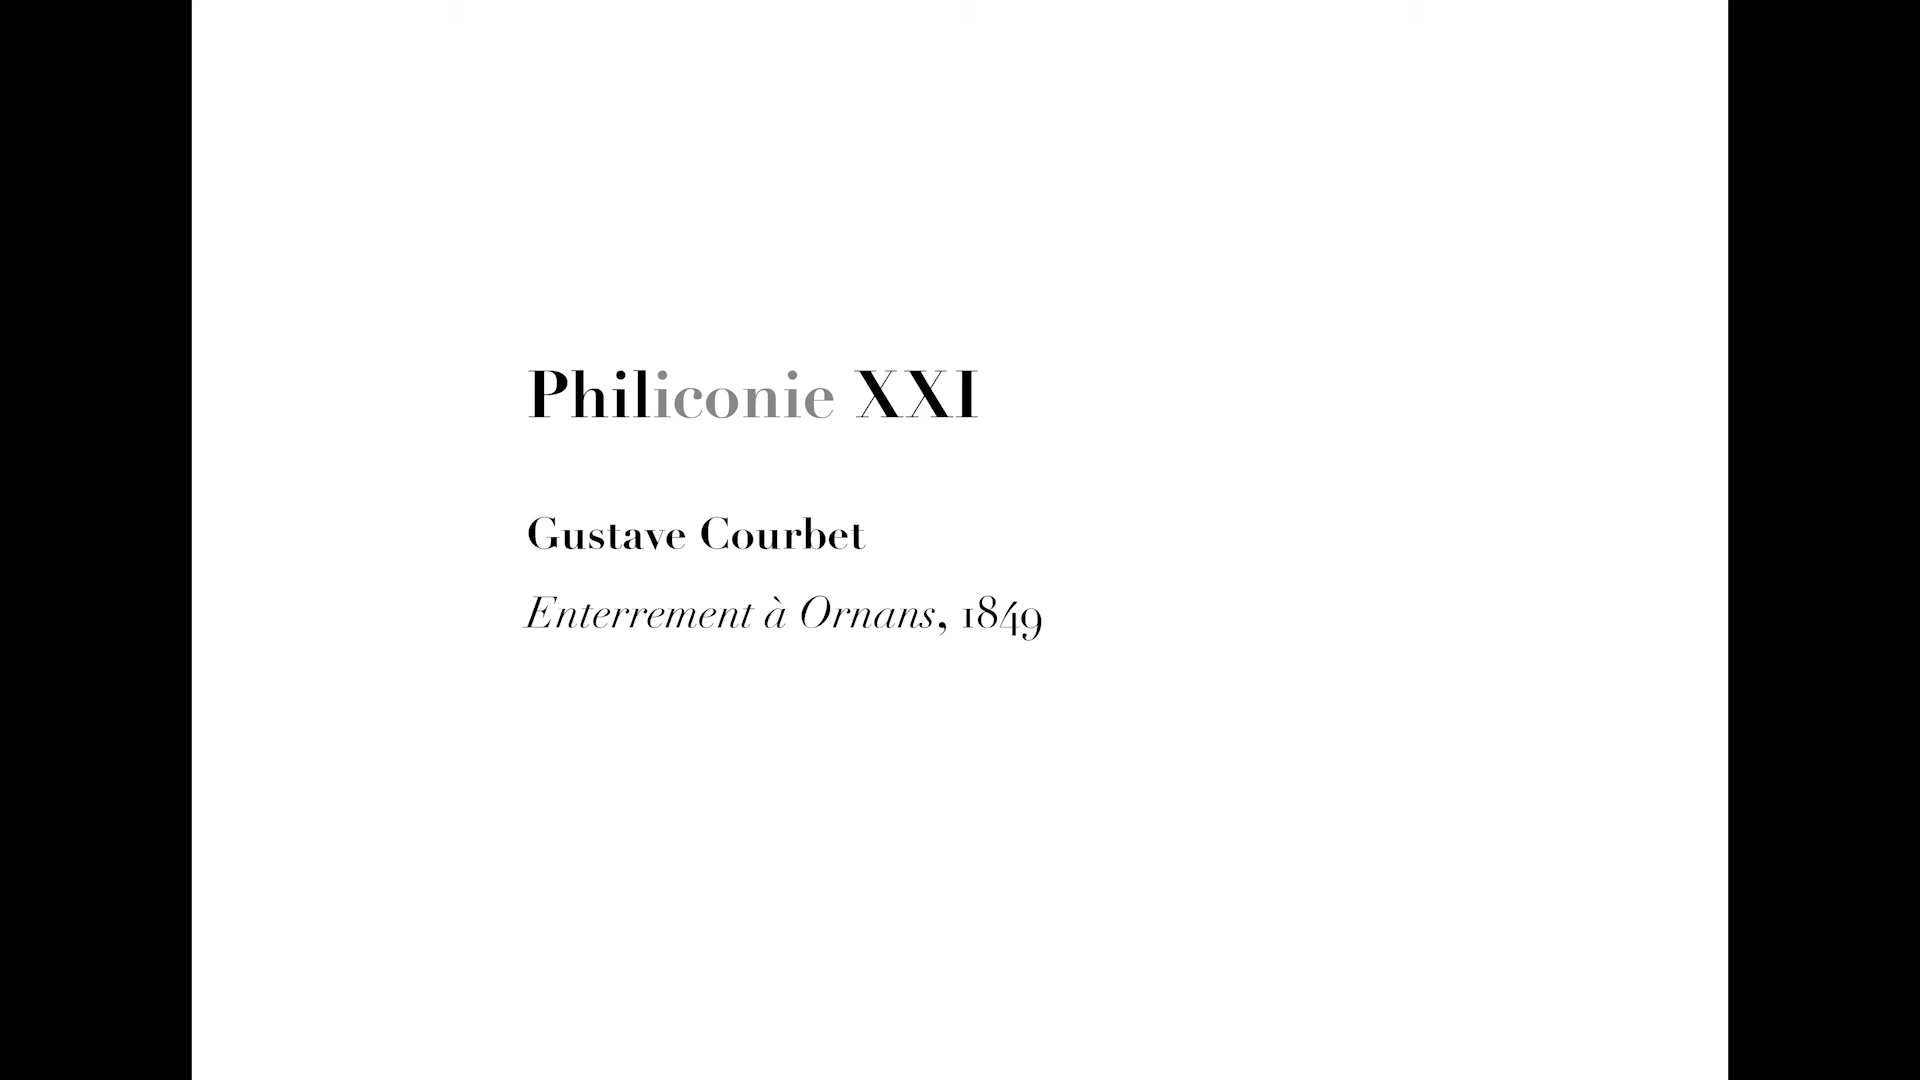 Philiconie XXI
Gustave Courbet
Enterrement à Ornans, 1849